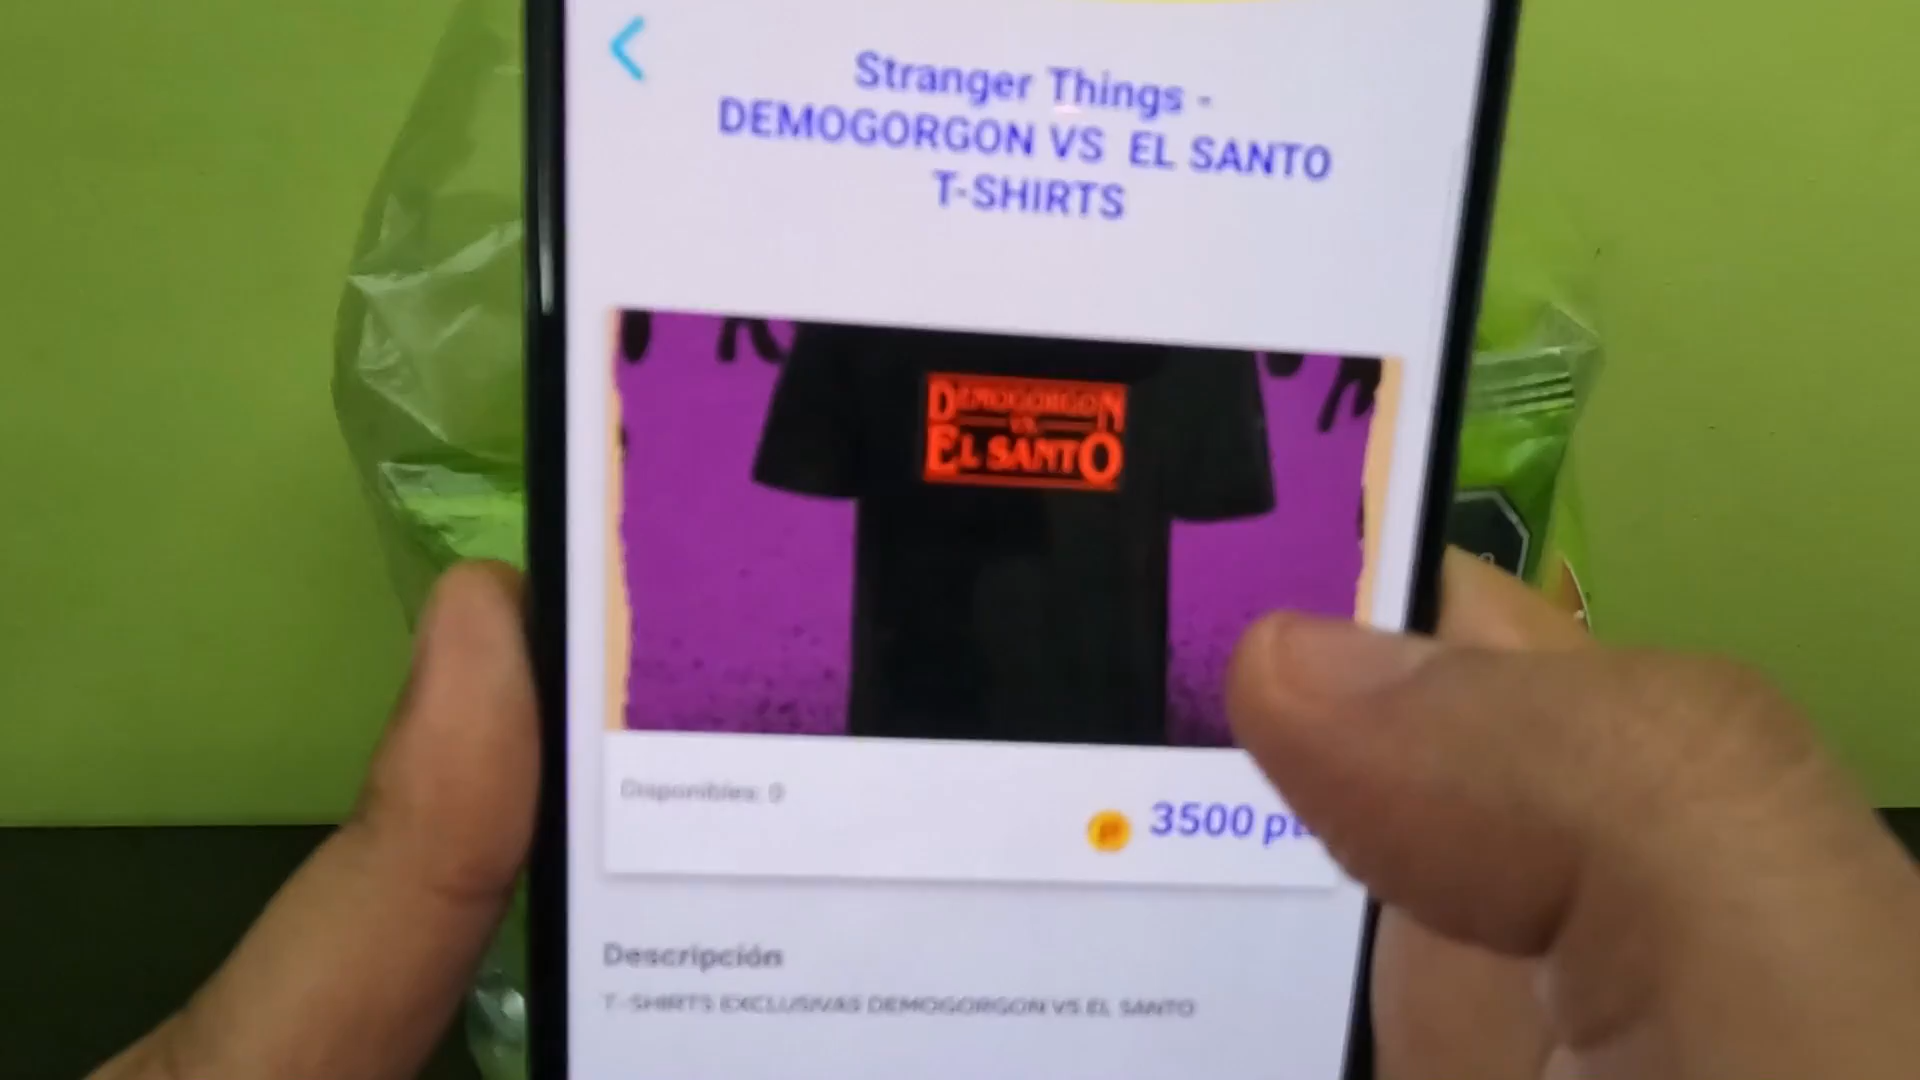 Stranger Things -
DEMOGORGON VS EL SANTO
T-SHIRTS
DEMOGORGON
VS.
EL SANTO
Disponibles: 0
3500
Descripción
T-SHIRTS EXCLUSIVAS DEMOGORGON VS EL SANTO